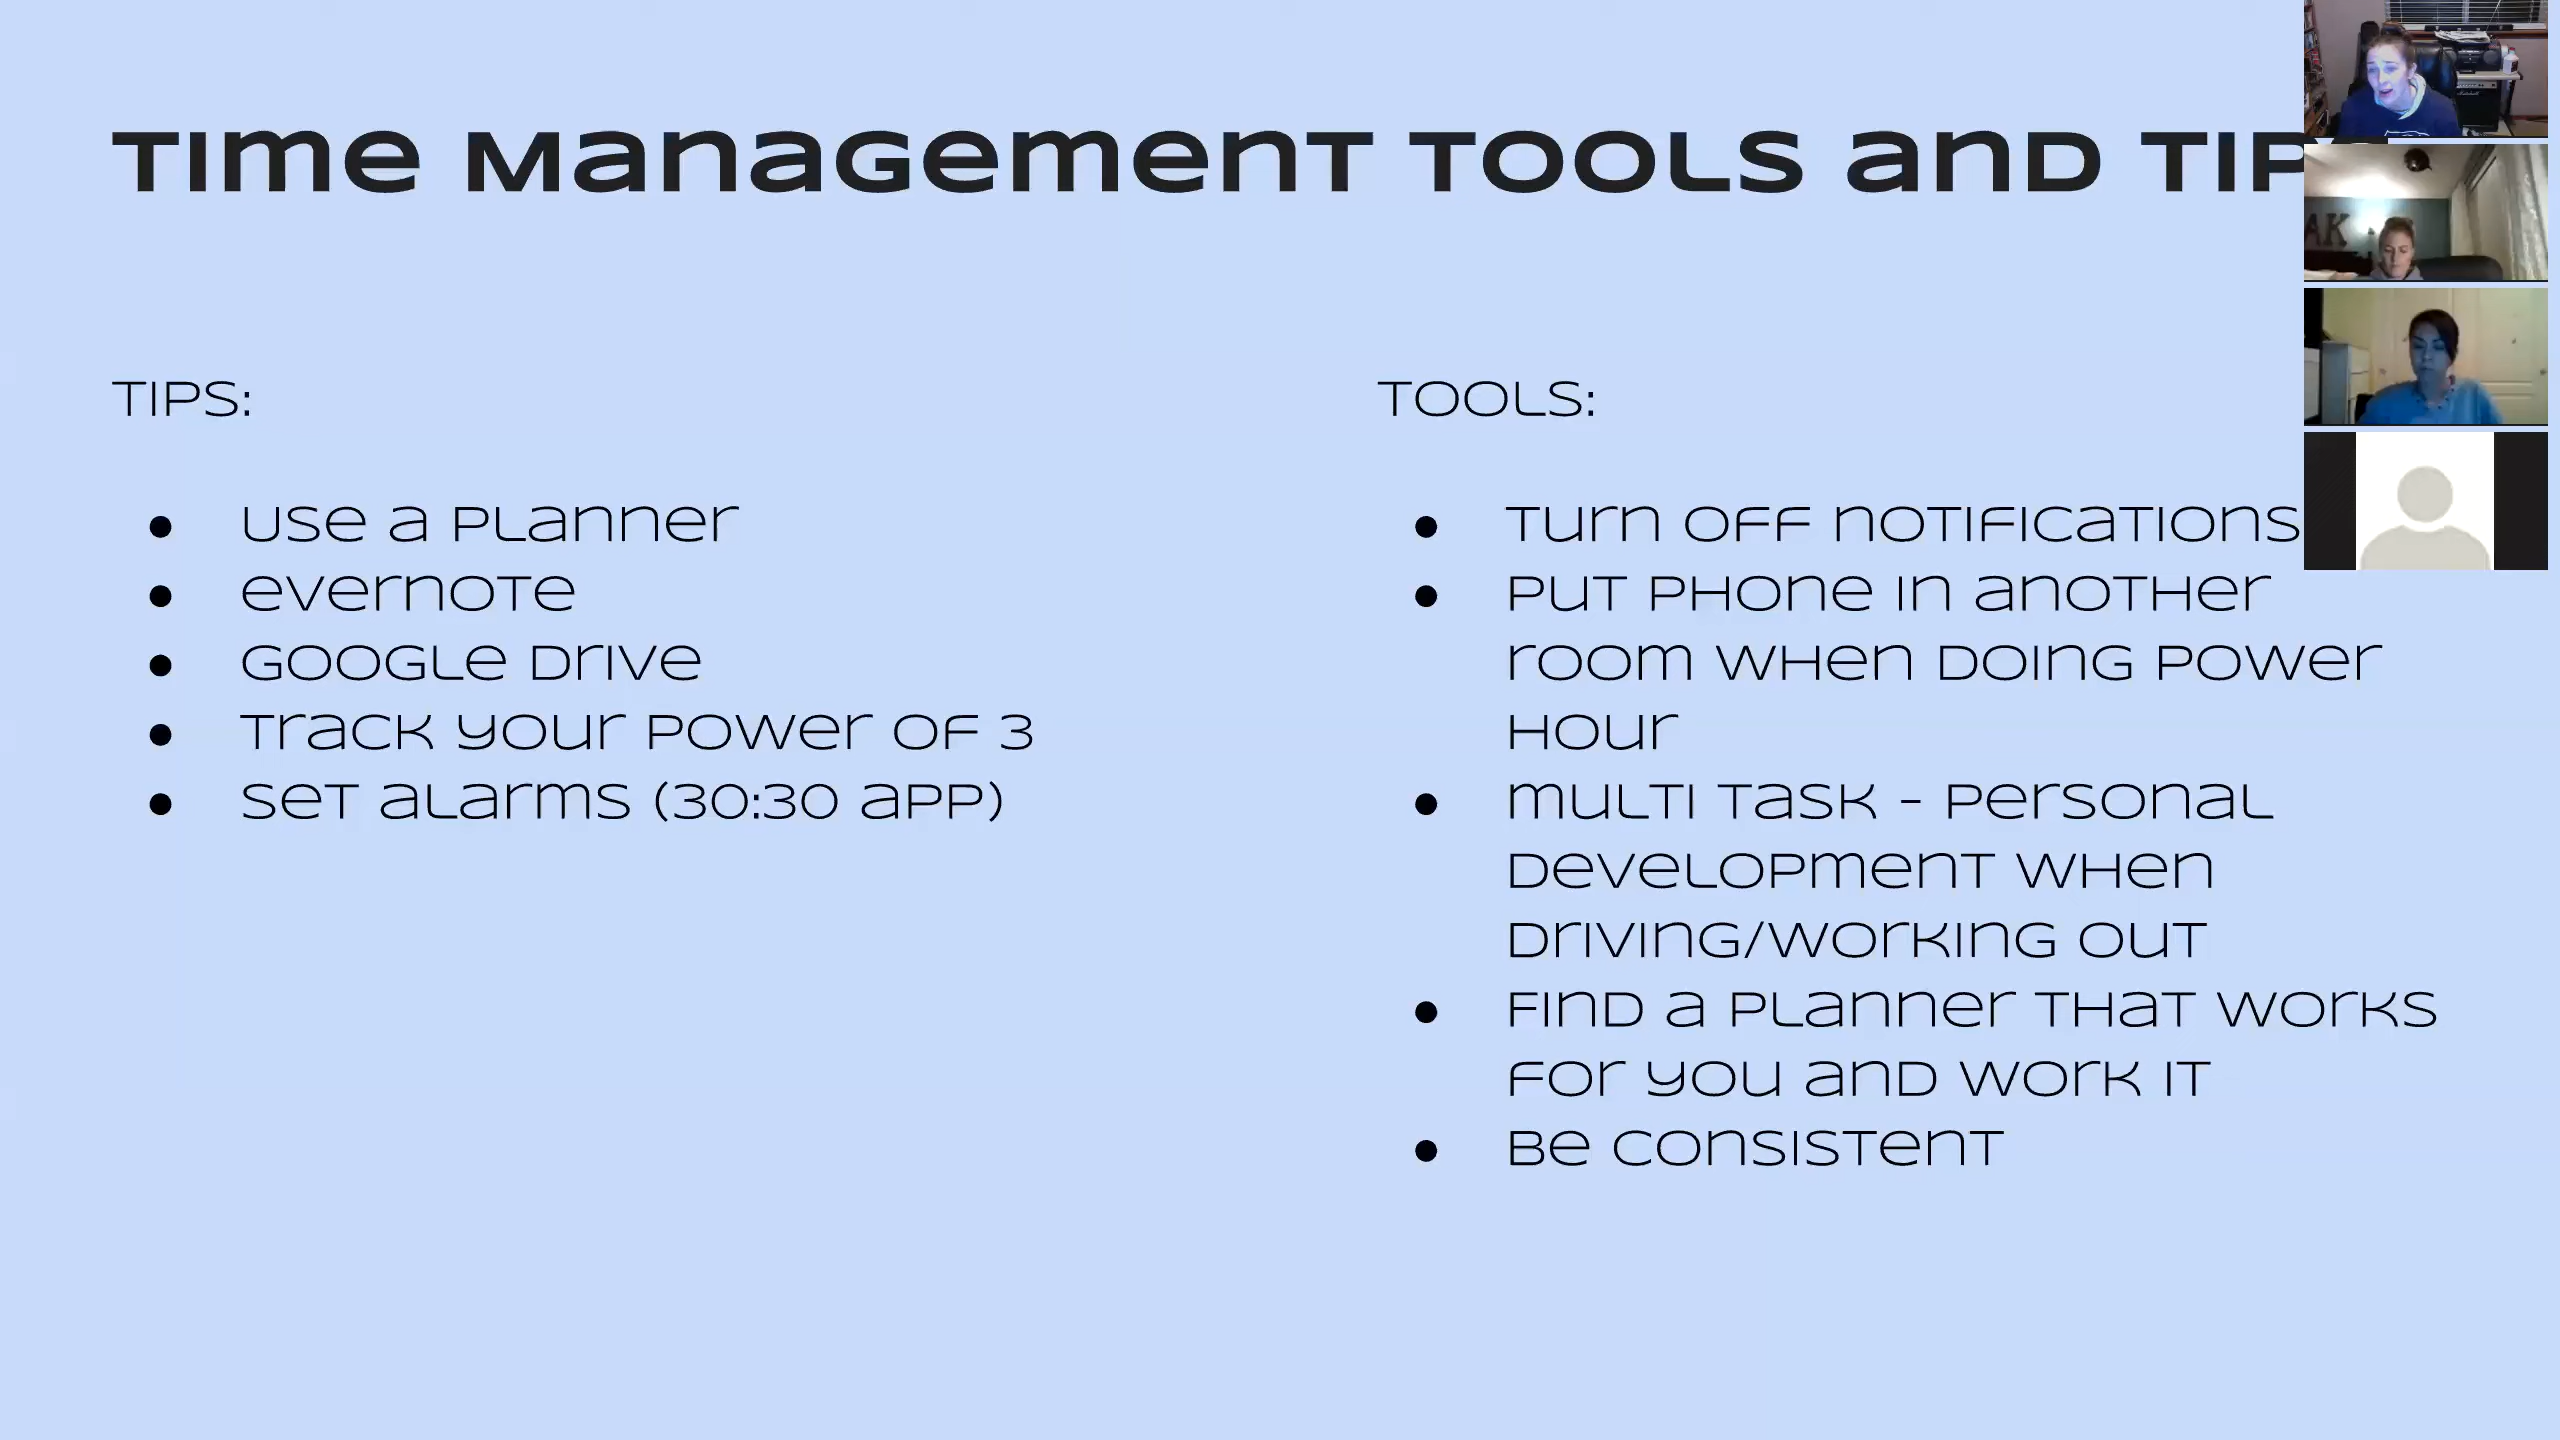 Time Management Tools and Tips
Tips:
Use a planner
Evernote
Google Drive
Track your Power of 3
Set alarms (30:30 app)
Tools:
Turn off notifications
Put phone in another
room when doing power
hour
Multi task - personal
development when
driving/working out
Find a planner that works
for you and work it
Be consistent
AK